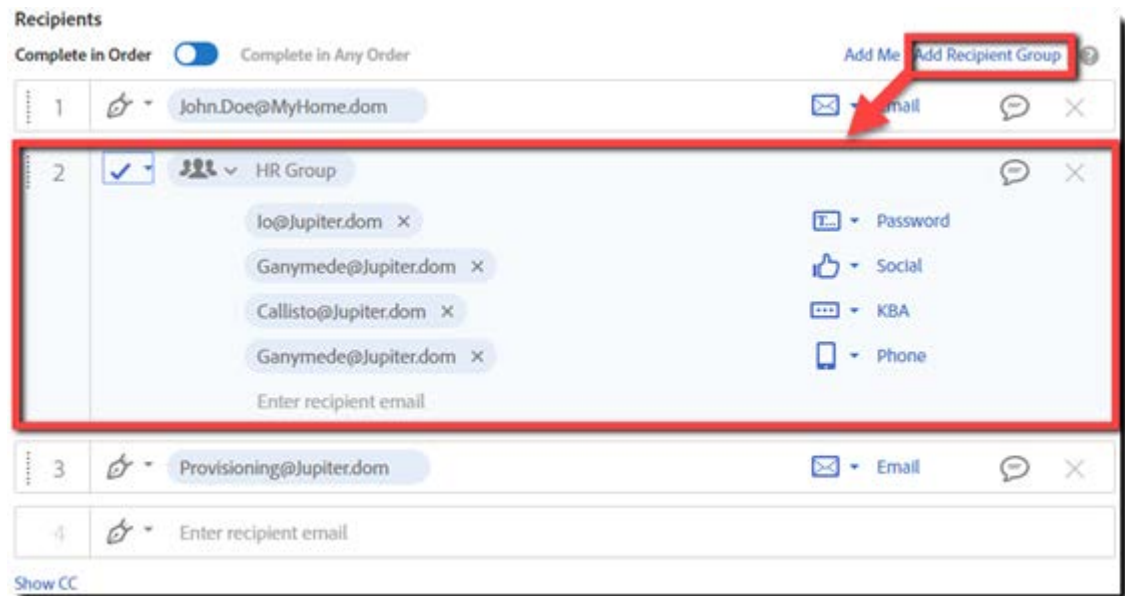 Recipients
Complete in Order Complete in Any Order Add Me Add Recipient Group ?
1 John.Doe@MyHome.dom Email
2 HR Group
Io@Jupiter.dom × T... Password
Ganymede@Jupiter.dom × Social
Callisto@Jupiter.dom × KBA
Ganymede@Jupiter.dom × Phone
Enter recipient email
3 Provisioning@Jupiter.dom Email
4 Enter recipient email
Show CC